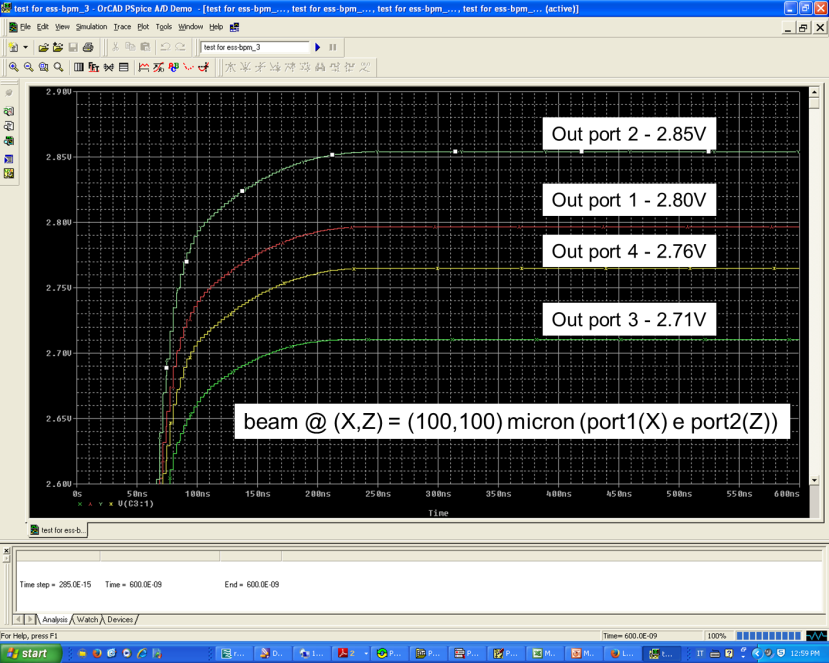 test for ess-bpm_3 - OrCAD PSpice A/D Demo - [test for ess-bpm_..., test for ess-bpm_..., test for ess-bpm_..., test for ess-bpm_... (active)]
File Edit View Simulation Trace Plot Tools Window Help
test for ess-bpm_3
2.90V
Out port 2 - 2.85V
2.85V
Out port 1 - 2.80V
2.80V
Out port 4 - 2.76V
2.75V
Out port 3 - 2.71V
2.70V
beam @ (X,Z) = (100,100) micron (port1(X) e port2(Z))
2.65V
2.60V
0s 50ns 100ns 150ns 200ns 250ns 300ns 350ns 400ns 450ns 500ns 550ns 600ns
V(C3:1)
Time
test for ess-b...
Time step = 285.0E-15 Time = 600.0E-09 End = 600.0E-09
Analysis Watch Devices
For Help, press F1 Time= 600.0E-09 100%
start r... D... 1... 2 P... P... P... P... M... M... L... t... IT 12:59 PM